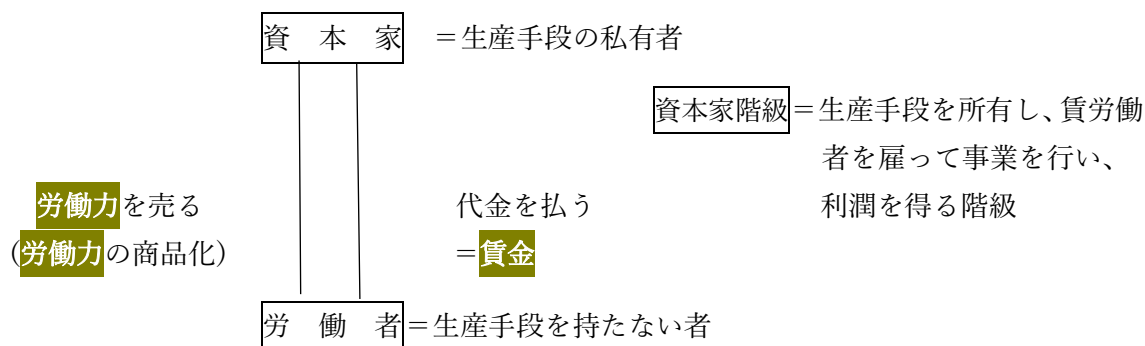 資　本　家　＝生産手段の私有者
資本家階級＝生産手段を所有し、賃労働
者を雇って事業を行い、
労働力を売る　代金を払う　利潤を得る階級
(労働力の商品化)　＝賃金
労　働　者＝生産手段を持たない者